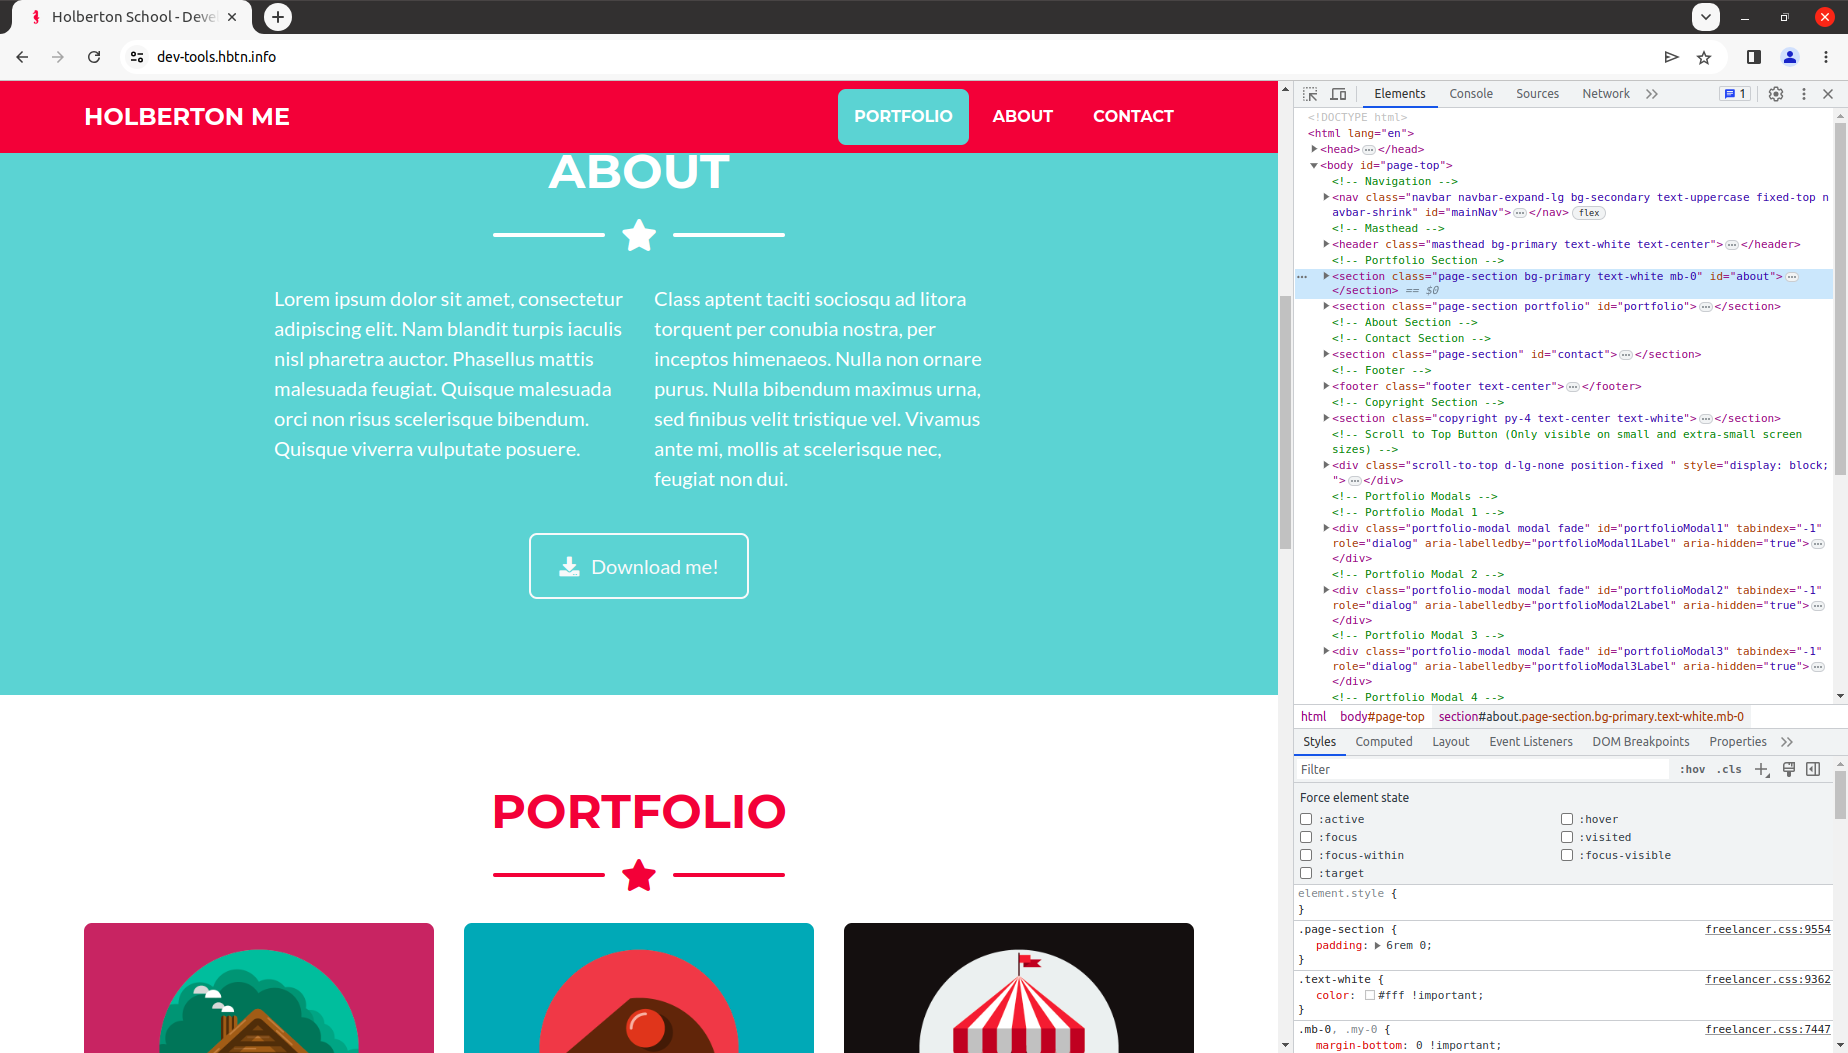 Holberton School - Deve
dev-tools.hbtn.info
HOLBERTON ME
PORTFOLIO
ABOUT
CONTACT
ABOUT
Lorem ipsum dolor sit amet, consectetur
adipiscing elit. Nam blandit turpis iaculis
nisl pharetra auctor. Phasellus mattis
malesuada feugiat. Quisque malesuada
orci non risus scelerisque bibendum.
Quisque viverra vulputate posuere.
Class aptent taciti sociosqu ad litora
torquent per conubia nostra, per
inceptos himenaeos. Nulla non ornare
purus. Nulla bibendum maximus urna,
sed finibus velit tristique vel. Vivamus
ante mi, mollis at scelerisque nec,
feugiat non dui.
Download me!
PORTFOLIO
Elements Console Sources Network 1
<!DOCTYPE html>
<html lang="en">
<head>…</head>
<body id="page-top">
<!-- Navigation -->
<nav class="navbar navbar-expand-lg bg-secondary text-uppercase fixed-top n
avbar-shrink" id="mainNav">…</nav> flex
<!-- Masthead -->
<header class="masthead bg-primary text-white text-center">…</header>
<!-- Portfolio Section -->
<section class="page-section bg-primary text-white mb-0" id="about">…
</section> == $0
<section class="page-section portfolio" id="portfolio">…</section>
<!-- About Section -->
<!-- Contact Section -->
<section class="page-section" id="contact">…</section>
<!-- Footer -->
<footer class="footer text-center">…</footer>
<!-- Copyright Section -->
<section class="copyright py-4 text-center text-white">…</section>
<!-- Scroll to Top Button (Only visible on small and extra-small screen
sizes) -->
<div class="scroll-to-top d-lg-none position-fixed " style="display: block;
">…</div>
<!-- Portfolio Modals -->
<!-- Portfolio Modal 1 -->
<div class="portfolio-modal modal fade" id="portfolioModal1" tabindex="-1"
role="dialog" aria-labelledby="portfolioModal1Label" aria-hidden="true">…
</div>
<!-- Portfolio Modal 2 -->
<div class="portfolio-modal modal fade" id="portfolioModal2" tabindex="-1"
role="dialog" aria-labelledby="portfolioModal2Label" aria-hidden="true">…
</div>
<!-- Portfolio Modal 3 -->
<div class="portfolio-modal modal fade" id="portfolioModal3" tabindex="-1"
role="dialog" aria-labelledby="portfolioModal3Label" aria-hidden="true">…
</div>
<!-- Portfolio Modal 4 -->
html body#page-top section#about.page-section.bg-primary.text-white.mb-0
Styles Computed Layout Event Listeners DOM Breakpoints Properties
Filter :hov .cls
Force element state
:active :hover
:focus :visited
:focus-within :focus-visible
:target
element.style {
}
.page-section { freelancer.css:9554
padding: 6rem 0;
}
.text-white { freelancer.css:9362
color: #fff !important;
}
.mb-0, .my-0 { freelancer.css:7447
margin-bottom: 0 !important;